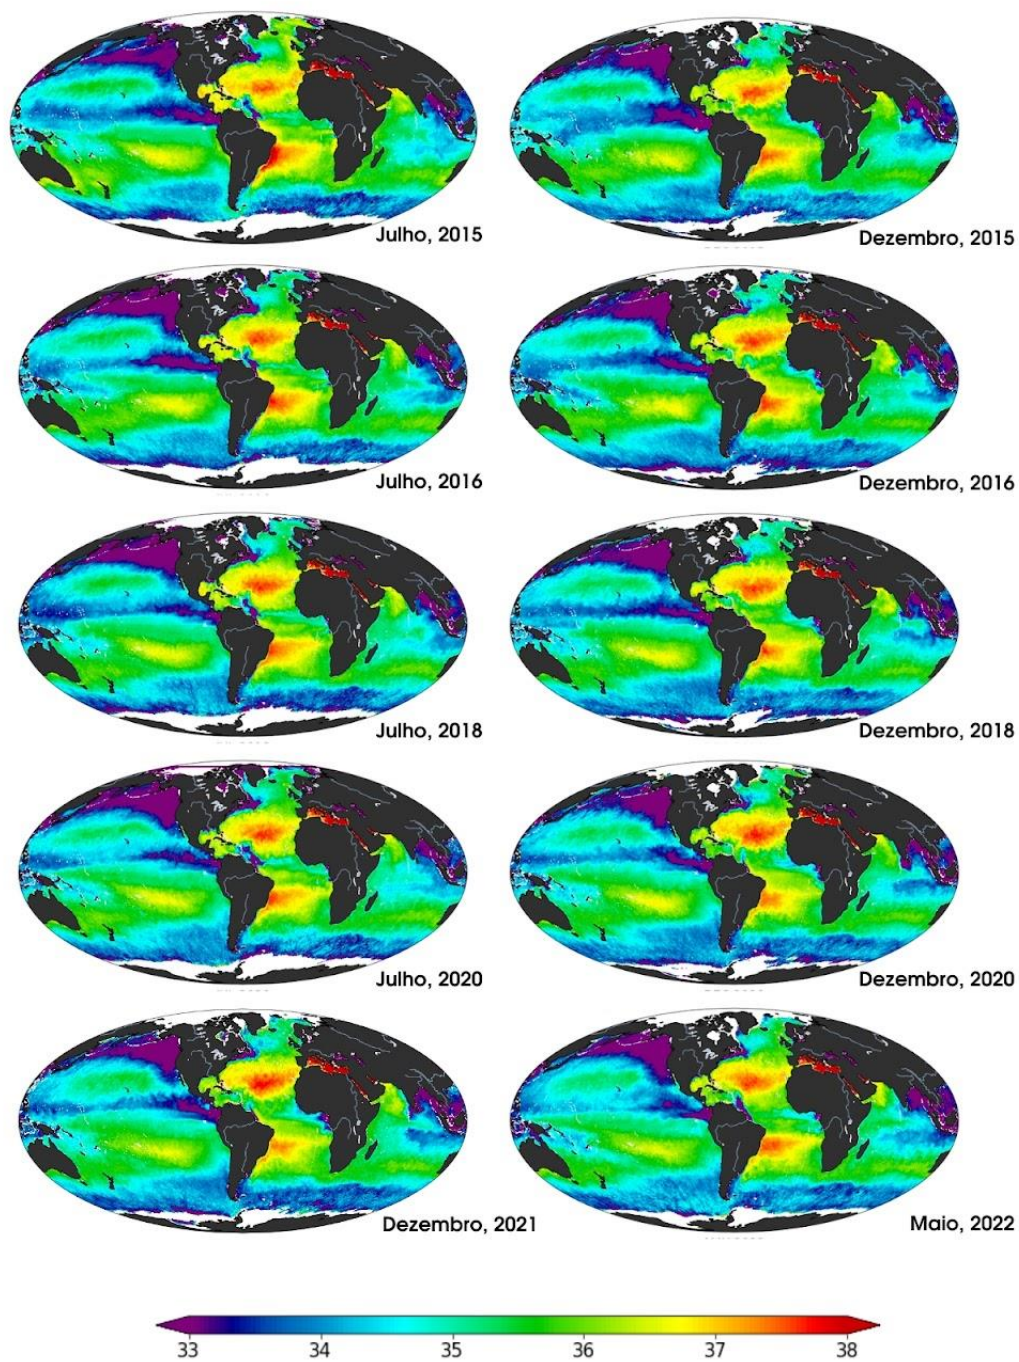 Julho, 2015
Dezembro, 2015
Julho, 2016
Dezembro, 2016
Julho, 2018
Dezembro, 2018
Julho, 2020
Dezembro, 2020
Dezembro, 2021
Maio, 2022
33 34 35 36 37 38